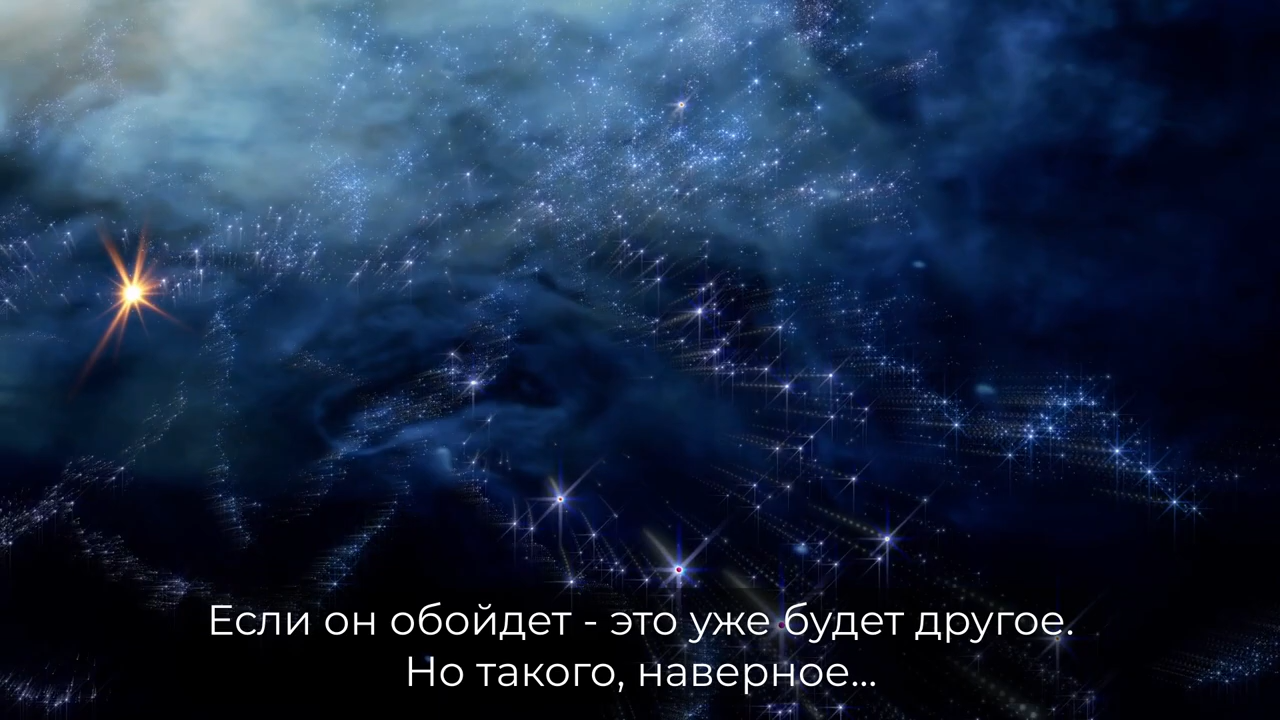 Если он обойдет - это уже будет другое.
Но такого, наверное...